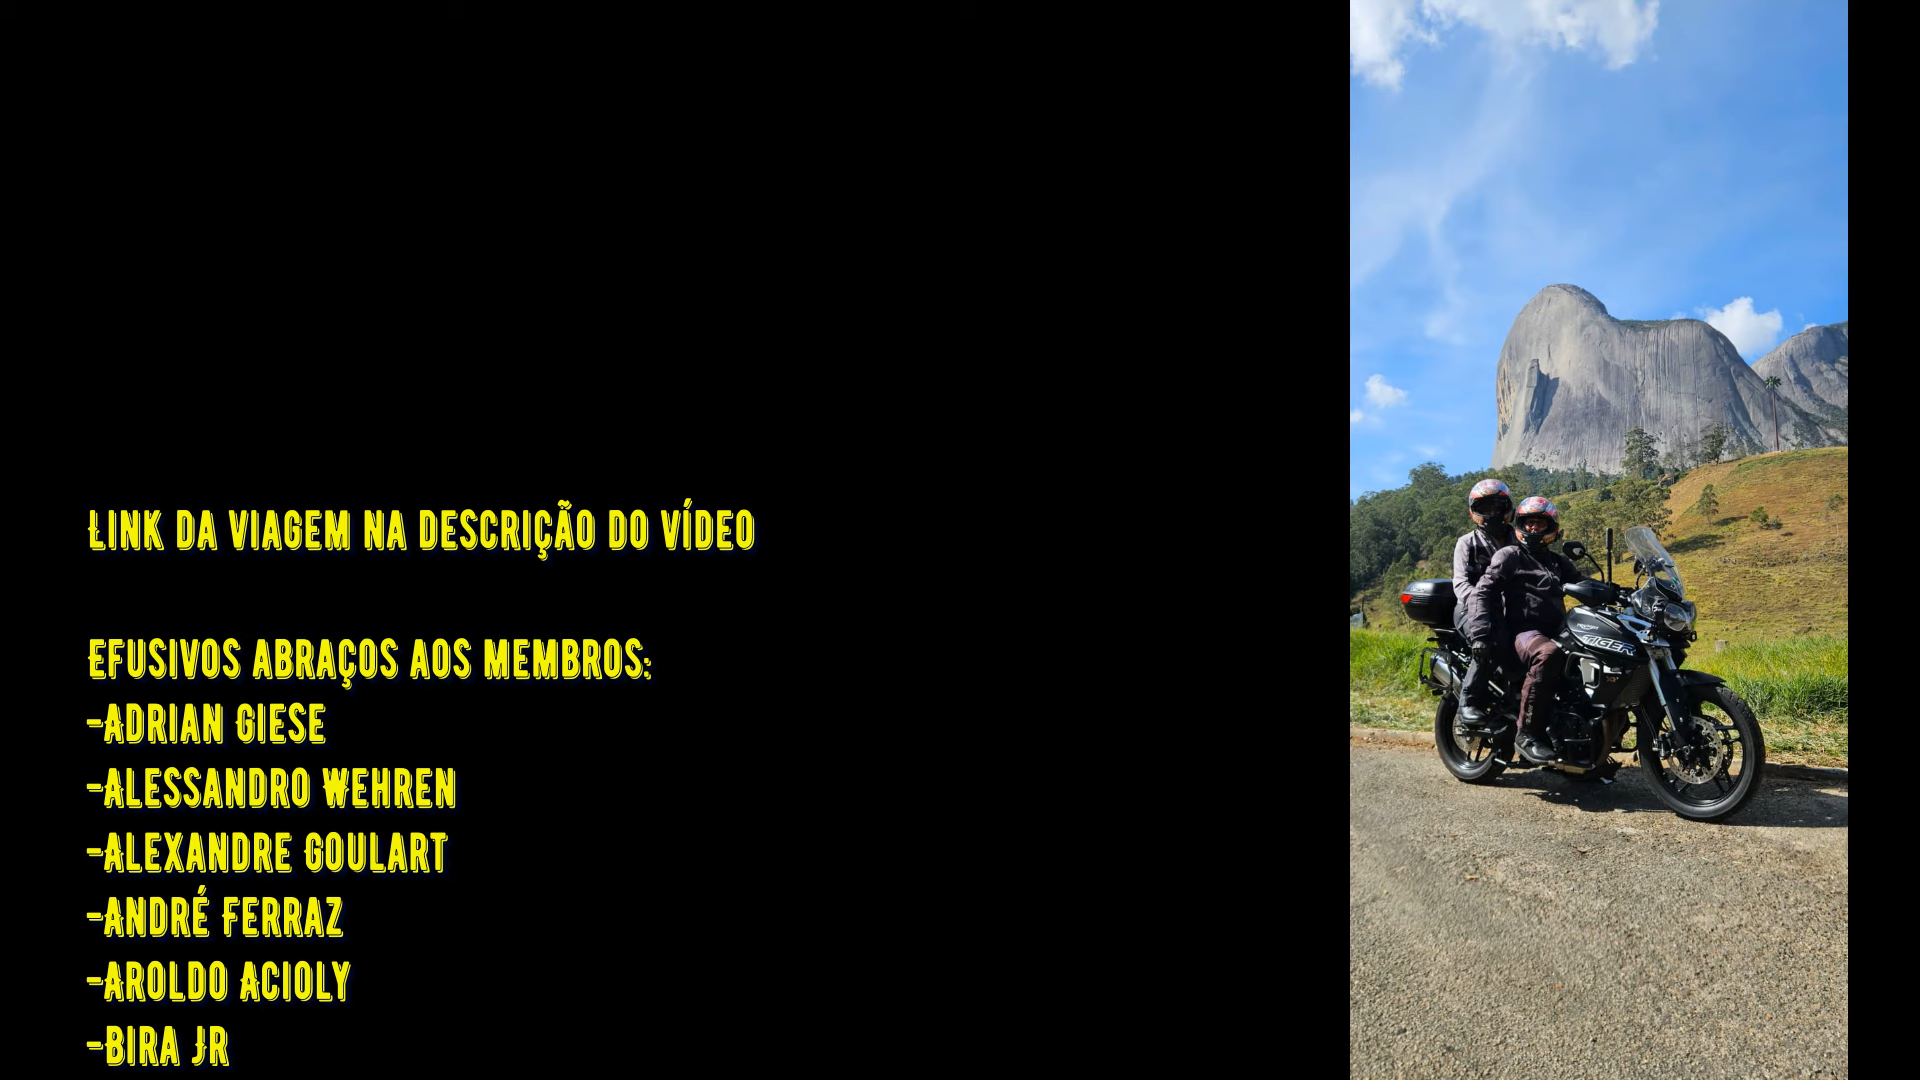 Link da viagem na descrição do vídeo
Efusivos abraços aos membros:
-Adrian Giese
-Alessandro Wehren
-Alexandre Goulart
-André Ferraz
-Aroldo Acioly
-Bira Jr
TIGER